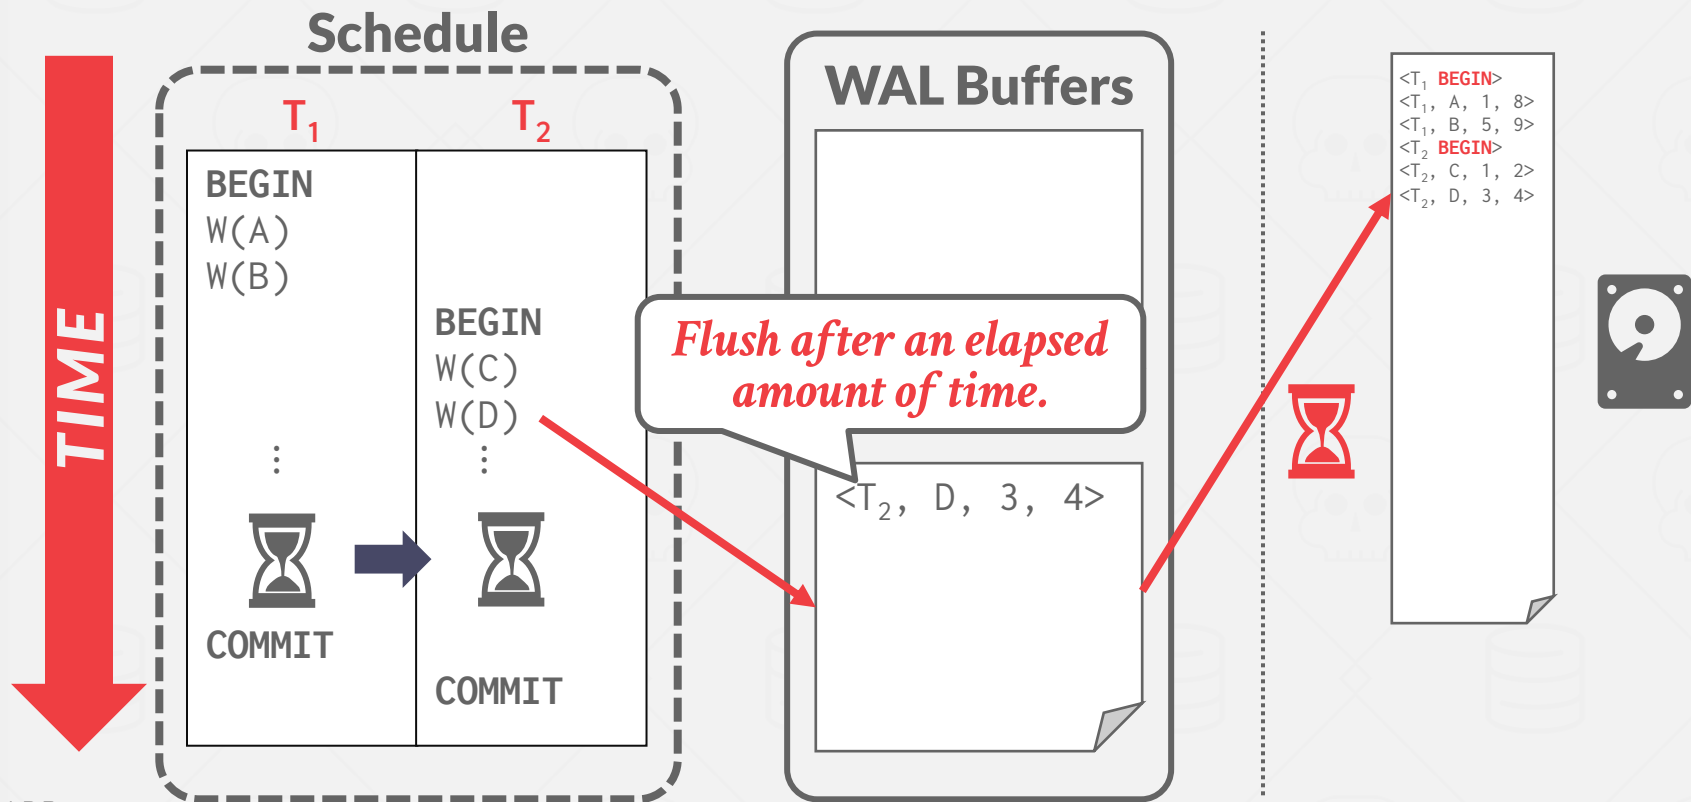 Schedule
TIME
T₁ T₂
BEGIN
W(A)
W(B)
⋮
COMMIT
BEGIN
W(C)
W(D)
⋮
COMMIT
WAL Buffers
Flush after an elapsed
amount of time.
<T₂, D, 3, 4>
<T₁ BEGIN>
<T₁, A, 1, 8>
<T₁, B, 5, 9>
<T₂ BEGIN>
<T₂, C, 1, 2>
<T₂, D, 3, 4>